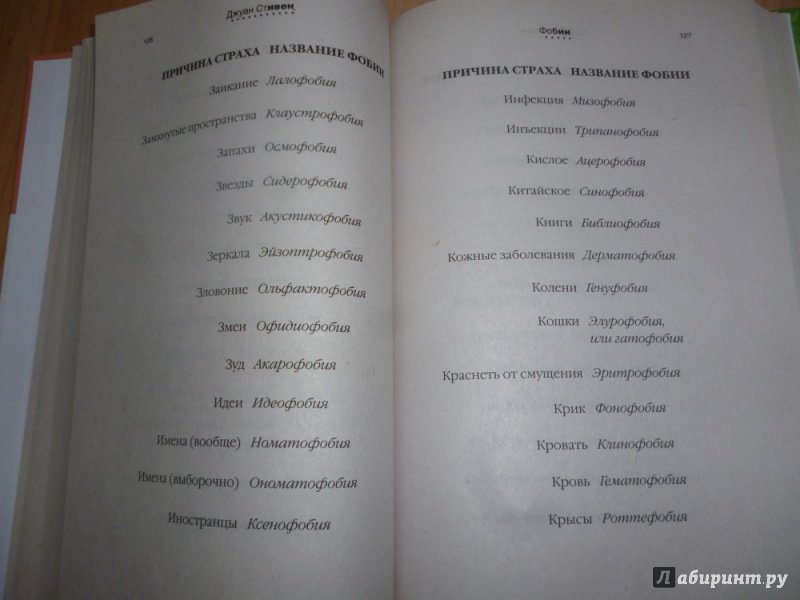 126
Джуан Стивен
ПРИЧИНА СТРАХА НАЗВАНИЕ ФОБИИ
Заикание Лалофобия
Замкнутые пространства Клаустрофобия
Запахи Осмофобия
Звезды Сидерофобия
Звук Акустикофобия
Зеркала Эйзоптрофобия
Зловоние Ольфактофобия
Змеи Офидиофобия
Зуд Акарофобия
Идеи Идеофобия
Имена (вообще) Номатофобия
Имена (выборочно) Ономатофобия
Иностранцы Ксенофобия
Фобии
127
ПРИЧИНА СТРАХА НАЗВАНИЕ ФОБИИ
Инфекция Мизофобия
Инъекции Трипанофобия
Кислое Ацерофобия
Китайское Синофобия
Книги Библиофобия
Кожные заболевания Дерматофобия
Колени Генуфобия
Кошки Элурофобия,
или гатофобия
Краснеть от смущения Эритрофобия
Крик Фонофобия
Кровать Клинофобия
Кровь Гематофобия
Крысы Роттефобия
Лабиринт.ру